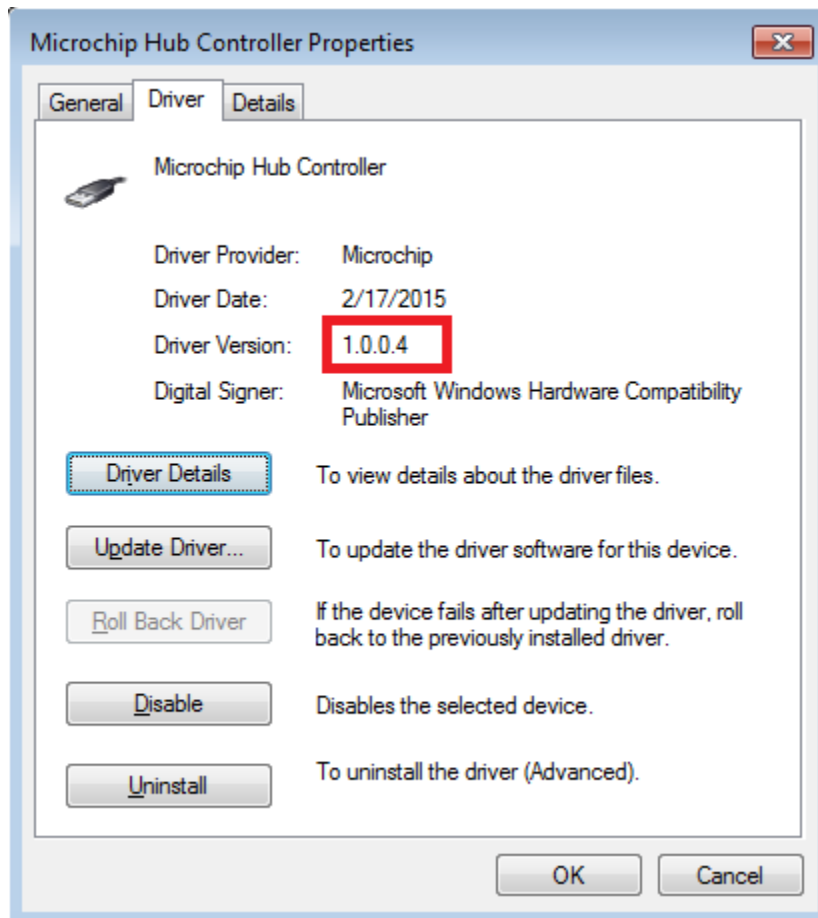 Microchip Hub Controller Properties
General Driver Details
Microchip Hub Controller
Driver Provider: Microchip
Driver Date: 2/17/2015
Driver Version: 1.0.0.4
Digital Signer: Microsoft Windows Hardware Compatibility
Publisher
Driver Details To view details about the driver files.
Update Driver... To update the driver software for this device.
Roll Back Driver If the device fails after updating the driver, roll
back to the previously installed driver.
Disable Disables the selected device.
Uninstall To uninstall the driver (Advanced).
OK Cancel